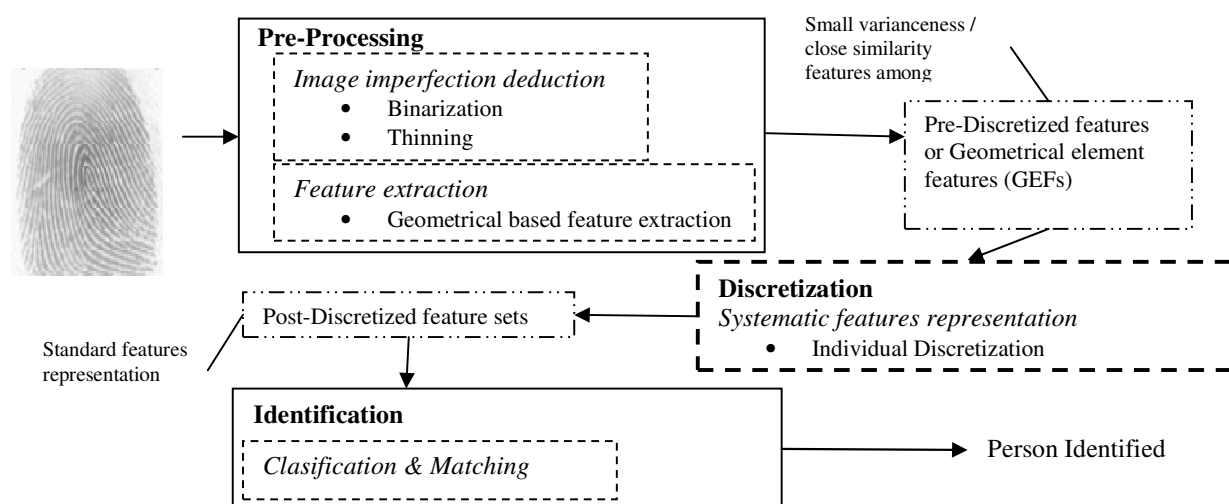 Pre-Processing
Image imperfection deduction
• Binarization
• Thinning
Feature extraction
• Geometrical based feature extraction
Small varianceness /
close similarity
features among
Pre-Discretized features
or Geometrical element
features (GEFs)
Discretization
Systematic features representation
• Individual Discretization
Post-Discretized feature sets
Standard features
representation
Identification
Clasification & Matching
Person Identified